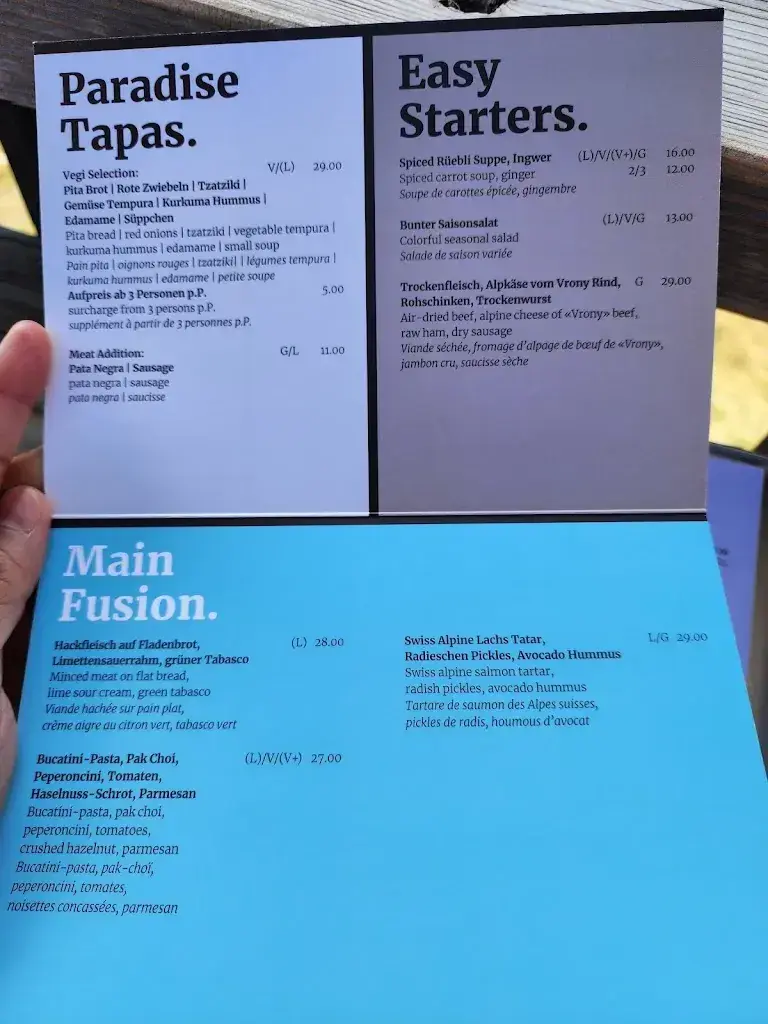 Paradise
Tapas.
Vegi Selection: V/(L) 29.00
Pita Brot | Rote Zwiebeln | Tzatziki |
Gemüse Tempura | Kurkuma Hummus |
Edamame | Süppchen
Pita bread | red onions | tzatziki | vegetable tempura |
kurkuma hummus | edamame | small soup
Pain pita | oignons rouges | tzatziki | | légumes tempura |
kurkuma hummus | edamame | petite soupe
Aufpreis ab 3 Personen p.P. 5.00
surcharge from 3 persons p.P.
supplément à partir de 3 personnes p.P.
Meat Addition: G/L 11.00
Pata Negra | Sausage
pata negra | sausage
pata negra | saucisse
Easy
Starters.
Spiced Rüebli Suppe, Ingwer (L)/V/(V+)/G 16.00
Spiced carrot soup, ginger 2/3 12.00
Soupe de carottes épicée, gingembre
Bunter Saisonsalat (L)/V/G 13.00
Colorful seasonal salad
Salade de saison variée
Trockenfleisch, Alpkäse vom Vrony Rind, G 29.00
Rohschinken, Trockenwurst
Air-dried beef, alpine cheese of «Vrony» beef,
raw ham, dry sausage
Viande séchée, fromage d'alpage de bœuf de «Vrony»,
jambon cru, saucisse sèche
Main
Fusion.
Hackfleisch auf Fladenbrot, (L) 28.00
Limettensauerrahm, grüner Tabasco
Minced meat on flat bread,
lime sour cream, green tabasco
Viande hachée sur pain plat,
crème aigre au citron vert, tabasco vert
Bucatini-Pasta, Pak Choi, (L)/V/(V+) 27.00
Peperoncini, Tomaten,
Haselnuss-Schrot, Parmesan
Bucatini-pasta, pak choi,
peperoncini, tomatoes,
crushed hazelnut, parmesan
Bucatini-pasta, pak-choï,
peperoncini, tomates,
noisettes concassées, parmesan
Swiss Alpine Lachs Tatar, L/G 29.00
Radieschen Pickles, Avocado Hummus
Swiss alpine salmon tartar,
radish pickles, avocado hummus
Tartare de saumon des Alpes suisses,
pickles de radis, houmous d'avocat